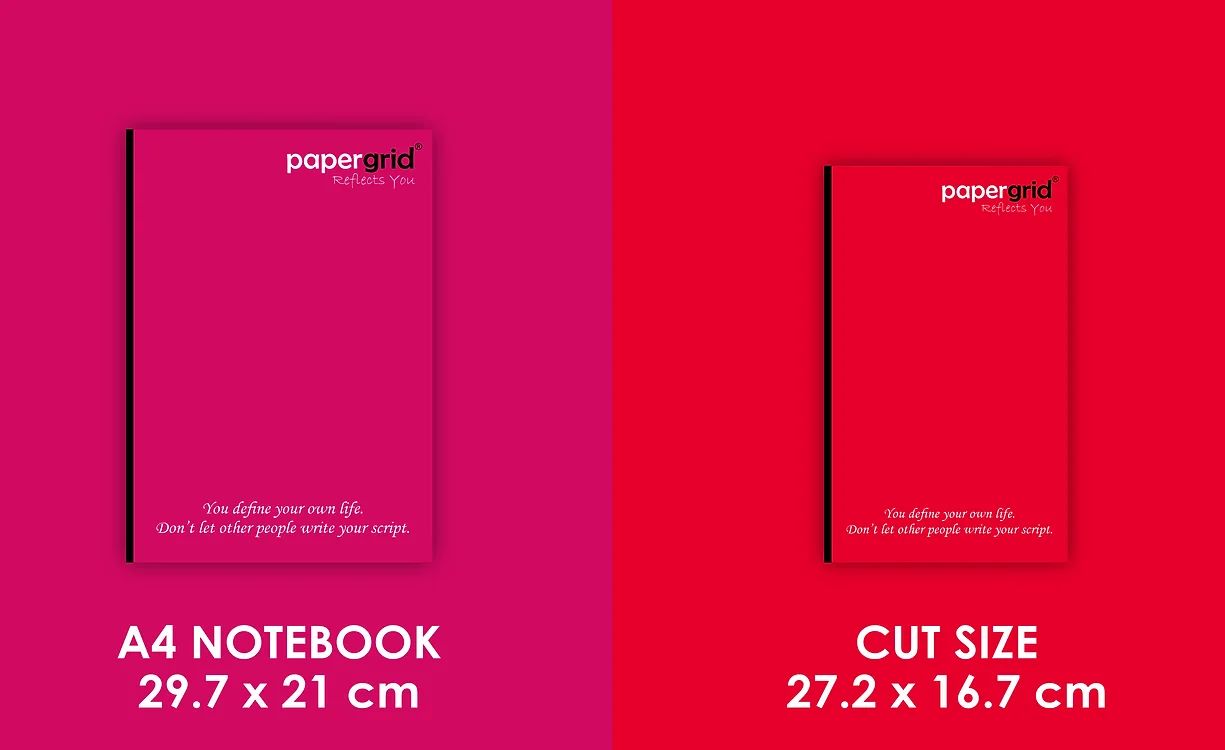 papergrid®
Reflects You
You define your own life.
Don't let other people write your script.
A4 NOTEBOOK
29.7 x 21 cm
papergrid®
Reflects You
You define your own life.
Don't let other people write your script.
CUT SIZE
27.2 x 16.7 cm